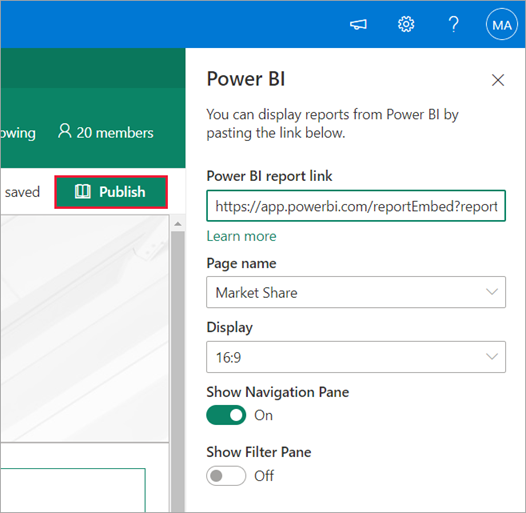 MA
Power BI
You can display reports from Power BI by
pasting the link below.
owing
20 members
saved
Publish
Power BI report link
https://app.powerbi.com/reportEmbed?report
Learn more
Page name
Market Share
Display
16:9
Show Navigation Pane
On
Show Filter Pane
Off